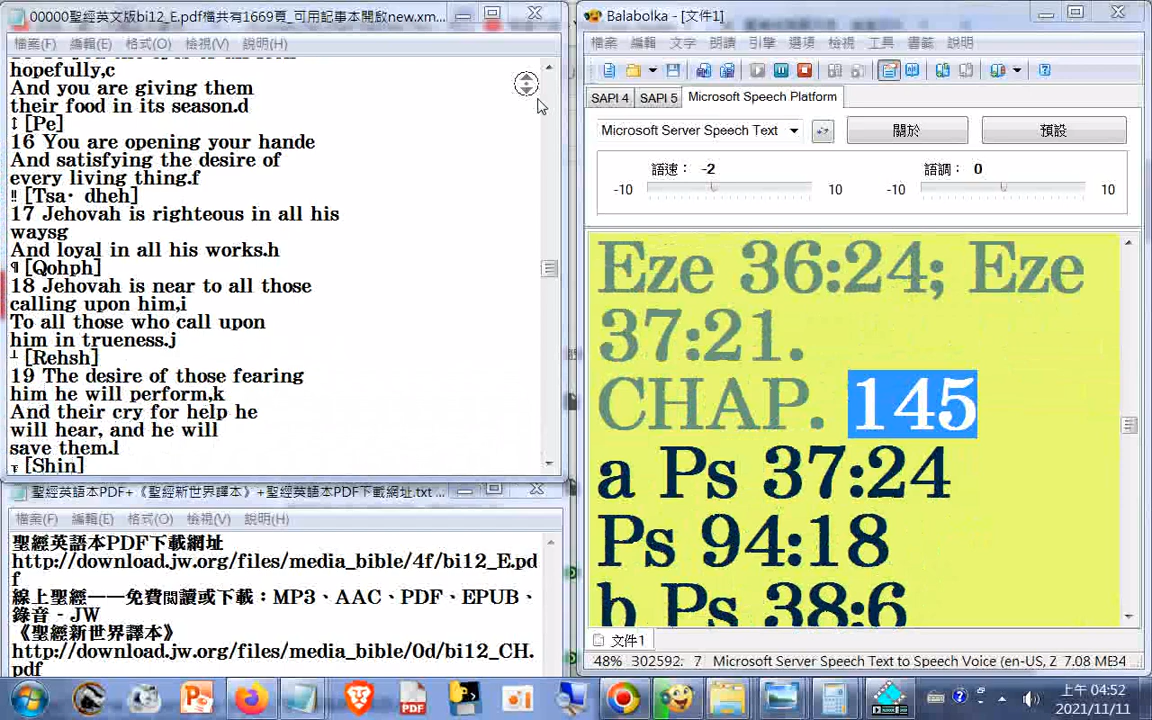 00000聖經英文版bi12_E.pdf檔共有1669頁_可用記事本開啟new.xm...
檔案(F) 編輯(E) 格式(O) 檢視(V) 說明(H)
hopefully,c
And you are giving them
their food in its season.d
[Pe]
16 You are opening your hande
And satisfying the desire of
every living thing.f
[Tsa· dheh]
17 Jehovah is righteous in all his
waysg
And loyal in all his works.h
¶ [Qohph]
18 Jehovah is near to all those
calling upon him,i
To all those who call upon
him in trueness.j
[Rehsh]
19 The desire of those fearing
him he will perform,k
And their cry for help he
will hear, and he will
save them.l
[Shin]
聖經英語本PDF+《聖經新世界譯本》+聖經英語本PDF下載網址.txt ...
檔案(F) 編輯(E) 格式(O) 檢視(V) 說明(H)
聖經英語本PDF下載網址
http://download.jw.org/files/media_bible/4f/bi12_E.pd
f
線上聖經——免費閱讀或下載：MP3、AAC、PDF、EPUB、
錄音 - JW
《聖經新世界譯本》
http://download.jw.org/files/media_bible/0d/bi12_CH.
pdf
Balabolka - [文件1]
檔案 編輯 文字 朗讀 引擎 選項 檢視 工具 書籤 說明
SAPI 4 SAPI 5 Microsoft Speech Platform
Microsoft Server Speech Text 關於 預設
語速： -2 語調： 0
-10 10 -10 10
Eze 36:24; Eze
37:21.
CHAP. 145
a Ps 37:24
Ps 94:18
b Ps 38:6
文件1
48% 302592: 7 Microsoft Server Speech Text to Speech Voice (en-US, Z 7.08 MB
上午 04:52
2021/11/11